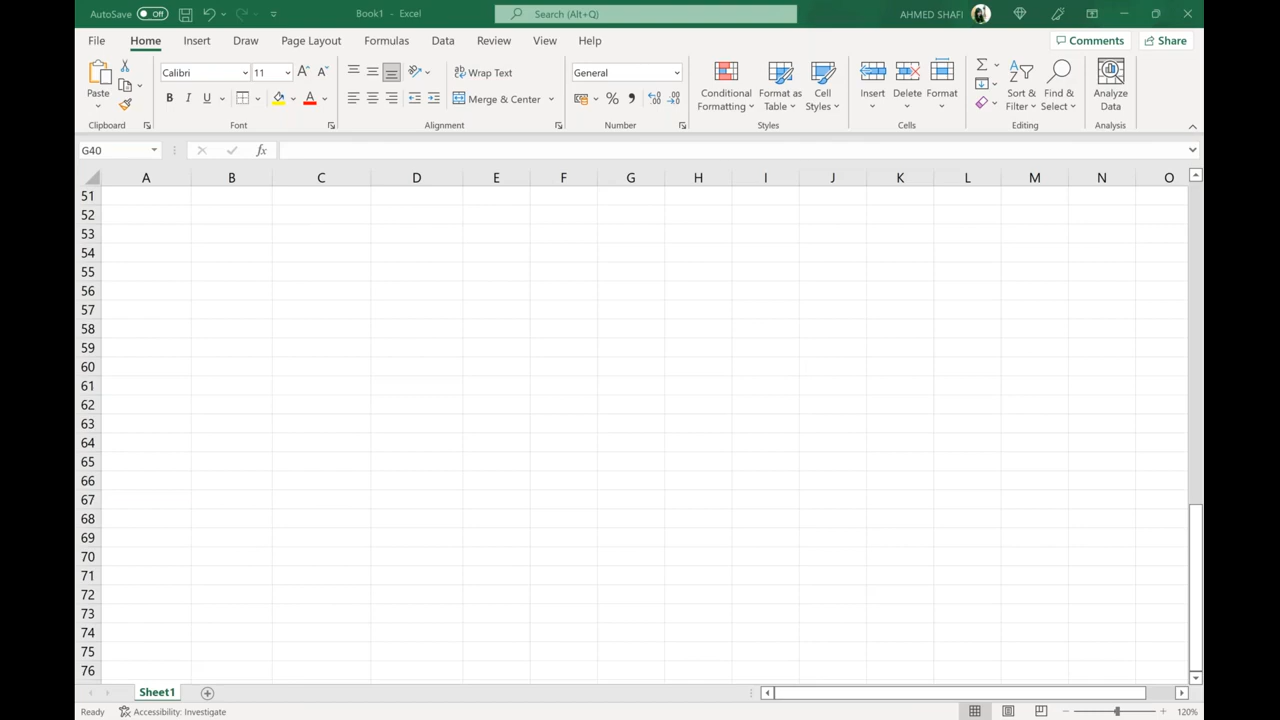 AutoSave Off Book1 - Excel Search (Alt+Q) AHMED SHAFI
File Home Insert Draw Page Layout Formulas Data Review View Help Comments Share
Calibri 11 Wrap Text General
Paste B I U Merge & Center % , Conditional Formatting Format as Table Cell Styles Insert Delete Format Σ Sort & Filter Find & Select Analyze Data
Clipboard Font Alignment Number Styles Cells Editing Analysis
G40 fx
A B C D E F G H I J K L M N O
51
52
53
54
55
56
57
58
59
60
61
62
63
64
65
66
67
68
69
70
71
72
73
74
75
76
Sheet1
Ready Accessibility: Investigate 120%